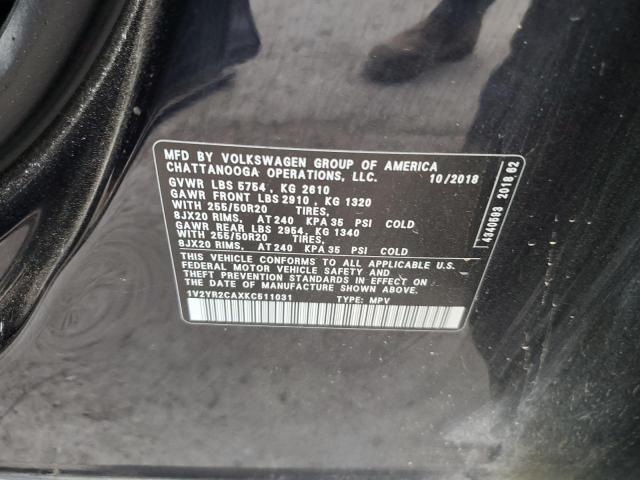 MFD BY VOLKSWAGEN GROUP OF AMERICA
CHATTANOOGA OPERATIONS, LLC. 10/2018
GVWR LBS 5754 , KG 2610
GAWR FRONT LBS 2910 , KG 1320
WITH 255/50R20 TIRES,
8JX20 RIMS, AT 240 KPA 35 PSI COLD
GAWR REAR LBS 2954, KG 1340
WITH 255/50R20 TIRES,
8JX20 RIMS, AT 240 KPA 35 PSI COLD
THIS VEHICLE CONFORMS TO ALL APPLICABLE U.S.
FEDERAL MOTOR VEHICLE SAFETY AND
THEFT PREVENTION STANDARDS IN EFFECT ON
THE DATE OF MANUFACTURE SHOWN ABOVE
1V2YR2CAXKC511031 TYPE: MPV
4340593 2018 62